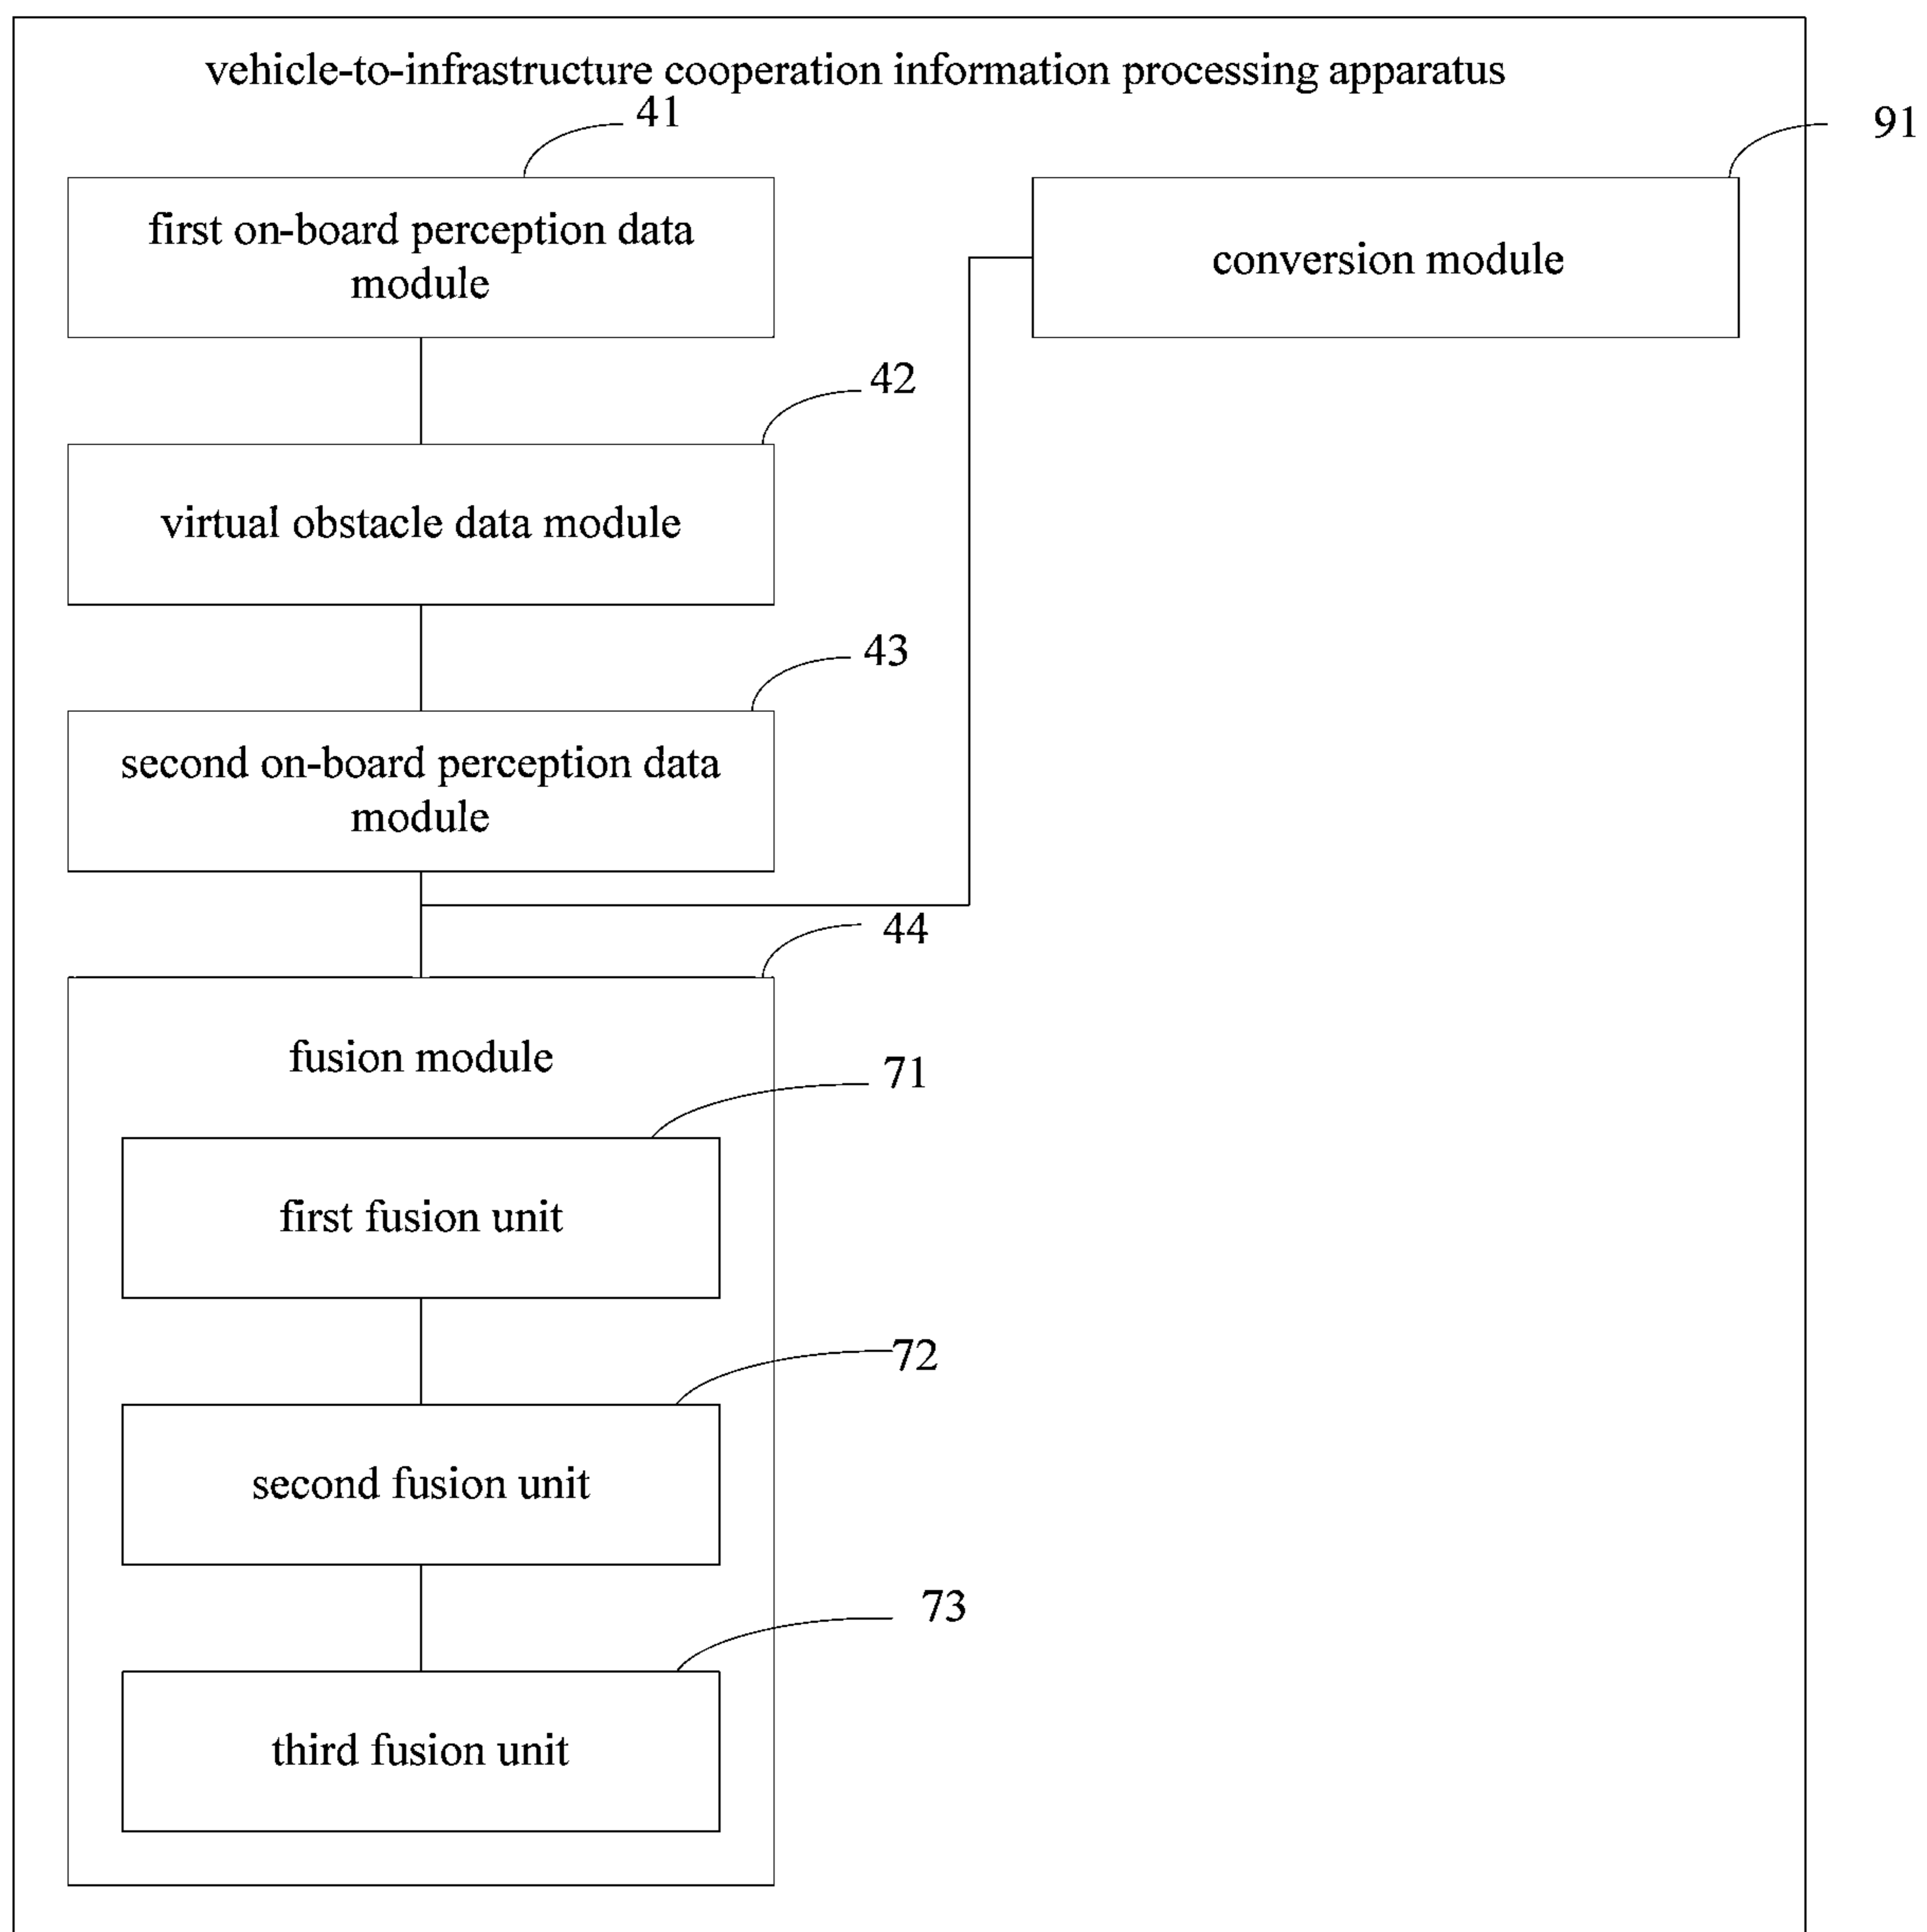 vehicle-to-infrastructure cooperation information processing apparatus
41
91
first on-board perception data
module
conversion module
42
virtual obstacle data module
43
second on-board perception data
module
44
fusion module
71
first fusion unit
72
second fusion unit
73
third fusion unit